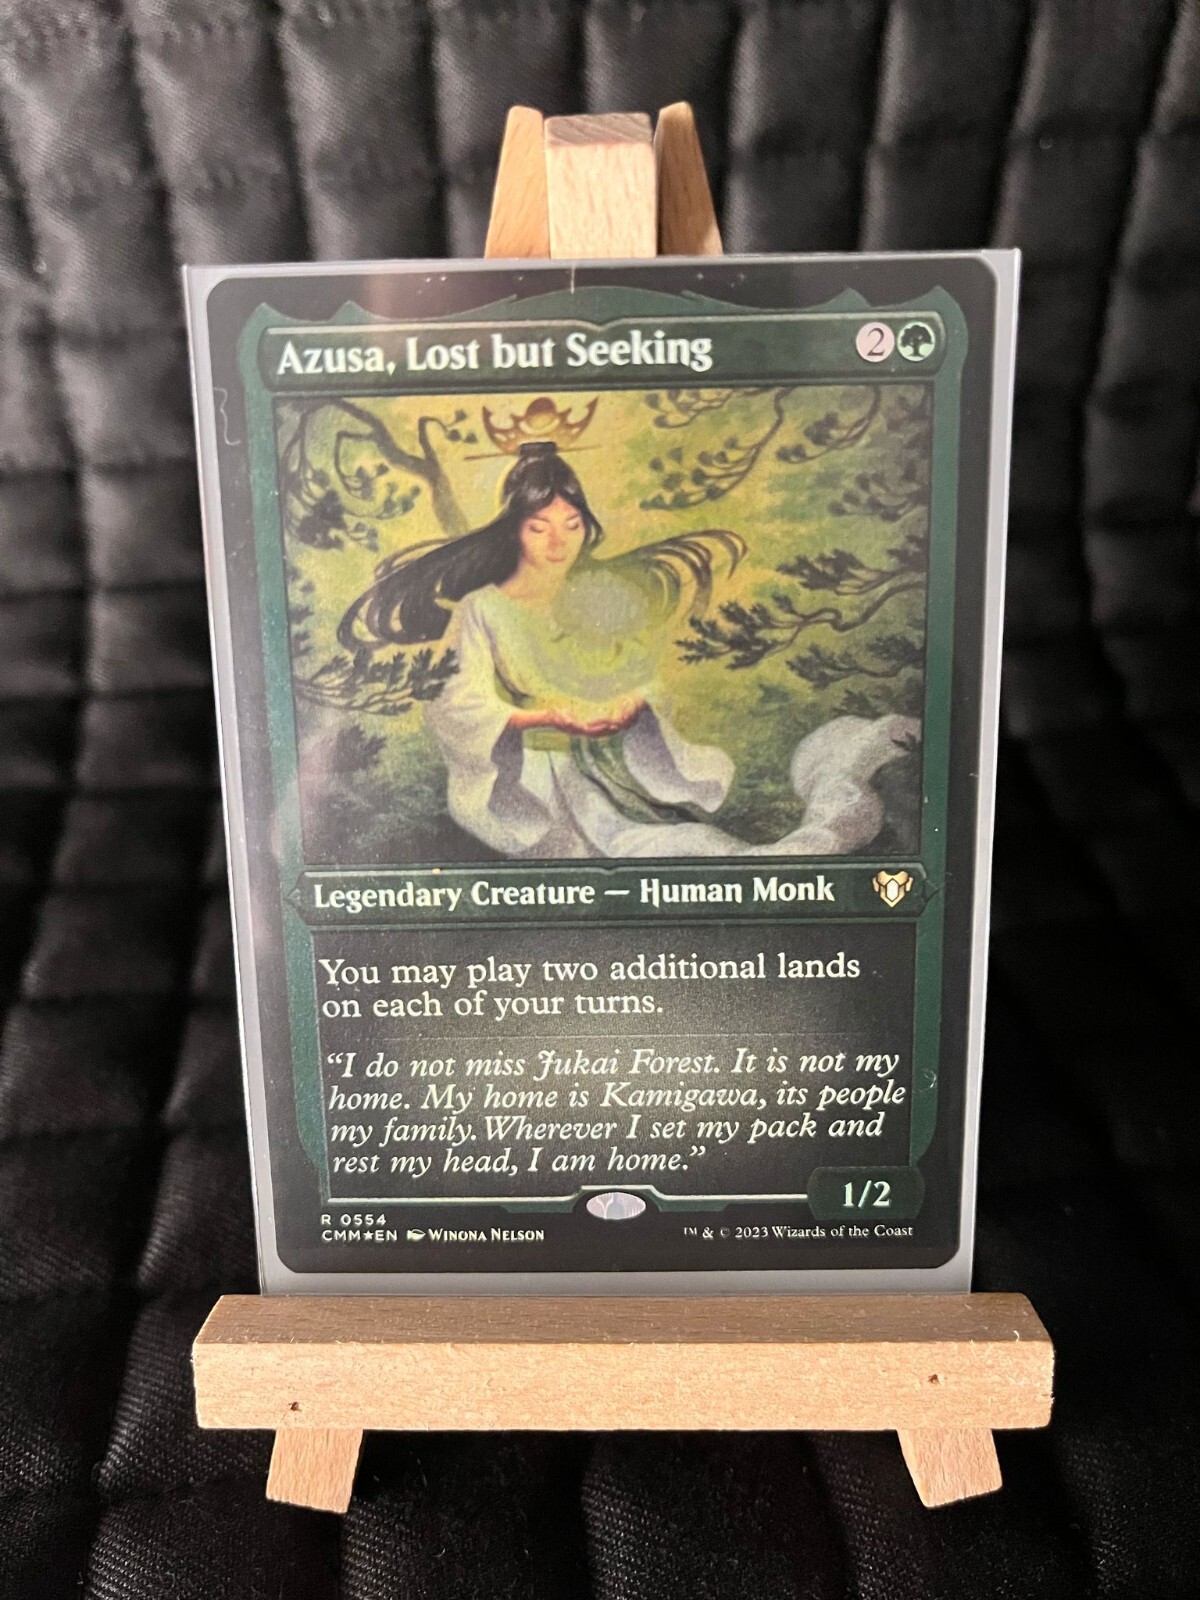 Azusa, Lost but Seeking 2
Legendary Creature — Human Monk
You may play two additional lands
on each of your turns.
“I do not miss Jukai Forest. It is not my
home. My home is Kamigawa, its people
my family. Wherever I set my pack and
rest my head, I am home.”
1/2
R 0554
CMM★EN WINONA NELSON ™ & © 2023 Wizards of the Coast